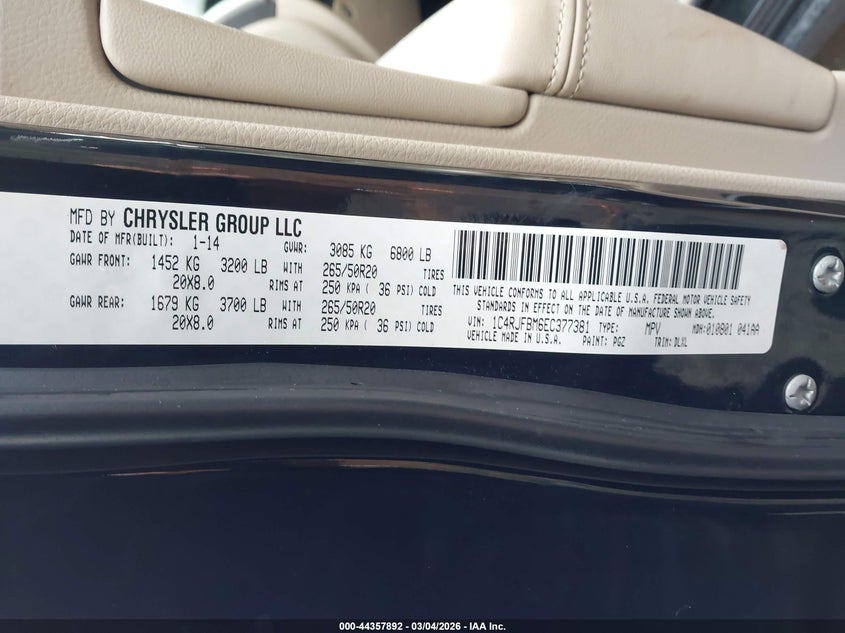 MFD BY CHRYSLER GROUP LLC
DATE OF MFR(BUILT): 1-14 GVWR: 3085 KG 6800 LB
GAWR FRONT: 1452 KG 3200 LB WITH 265/50R20 TIRES
20X8.0 RIMS AT 250 KPA ( 36 PSI) COLD
GAWR REAR: 1679 KG 3700 LB WITH 265/50R20 TIRES
20X8.0 RIMS AT 250 KPA ( 36 PSI) COLD
THIS VEHICLE CONFORMS TO ALL APPLICABLE U.S.A. FEDERAL MOTOR VEHICLE SAFETY
STANDARDS IN EFFECT ON THE DATE OF MANUFACTURE SHOWN ABOVE.
VIN: 1C4RJFBM6EC377381 TYPE: MPV MDH: 010801 041AA
VEHICLE MADE IN U.S.A. PAINT: PGZ TRIM: DLXL
000-44357892 - 03/04/2026 - IAA Inc.